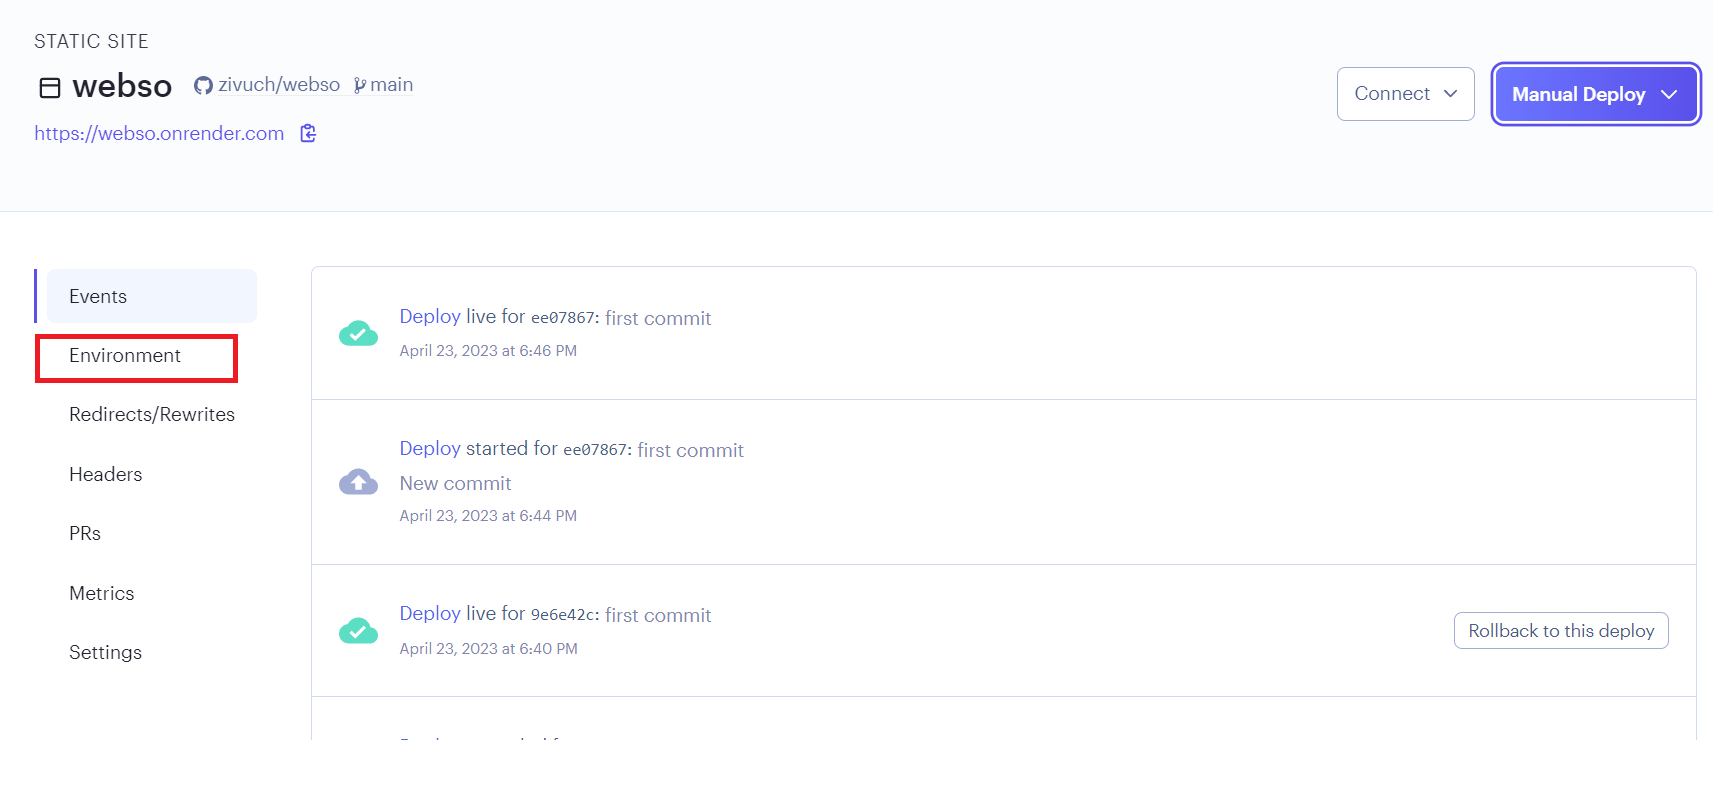 STATIC SITE
webso zivuch/webso main
https://webso.onrender.com
Connect
Manual Deploy
Events
Environment
Redirects/Rewrites
Headers
PRs
Metrics
Settings
Deploy live for ee07867: first commit
April 23, 2023 at 6:46 PM
Deploy started for ee07867: first commit
New commit
April 23, 2023 at 6:44 PM
Deploy live for 9e6e42c: first commit
April 23, 2023 at 6:40 PM
Rollback to this deploy